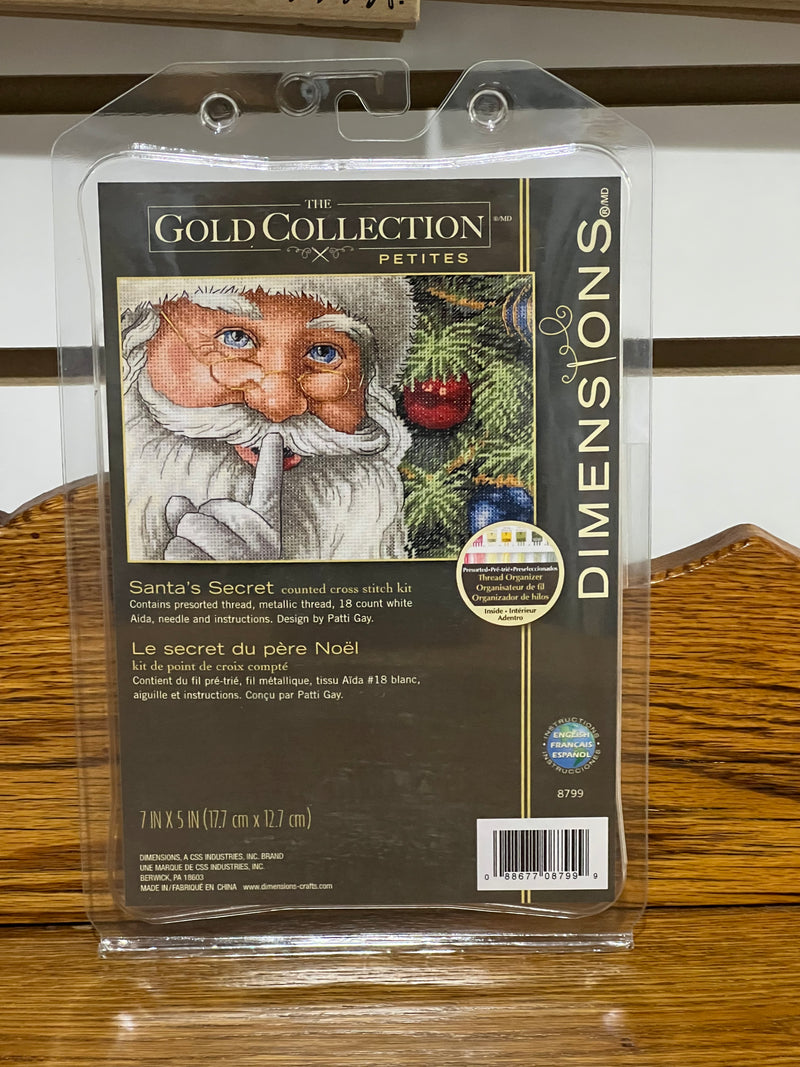 THE
GOLD COLLECTION ®/MD
PETITES
DIMENSIONS®/MD
Presorted•Pré-trié•Preseleccionados
Thread Organizer
Organisateur de fil
Organizador de hilos
Inside • Intérieur
Adentro
Santa's Secret counted cross stitch kit
Contains presorted thread, metallic thread, 18 count white
Aida, needle and instructions. Design by Patti Gay.
Le secret du père Noël
kit de point de croix compté
Contient du fil pré-trié, fil métallique, tissu Aïda #18 blanc,
aiguille et instructions. Conçu par Patti Gay.
INSTRUCTIONS
ENGLISH
FRANÇAIS
ESPAÑOL
INSTRUCCIONES
8799
7 IN X 5 IN (17.7 cm x 12.7 cm)
DIMENSIONS, A CSS INDUSTRIES, INC. BRAND
UNE MARQUE DE CSS INDUSTRIES, INC.
BERWICK, PA 18603
MADE IN / FABRIQUÉ EN CHINA www.dimensions-crafts.com
0 88677 08799 9